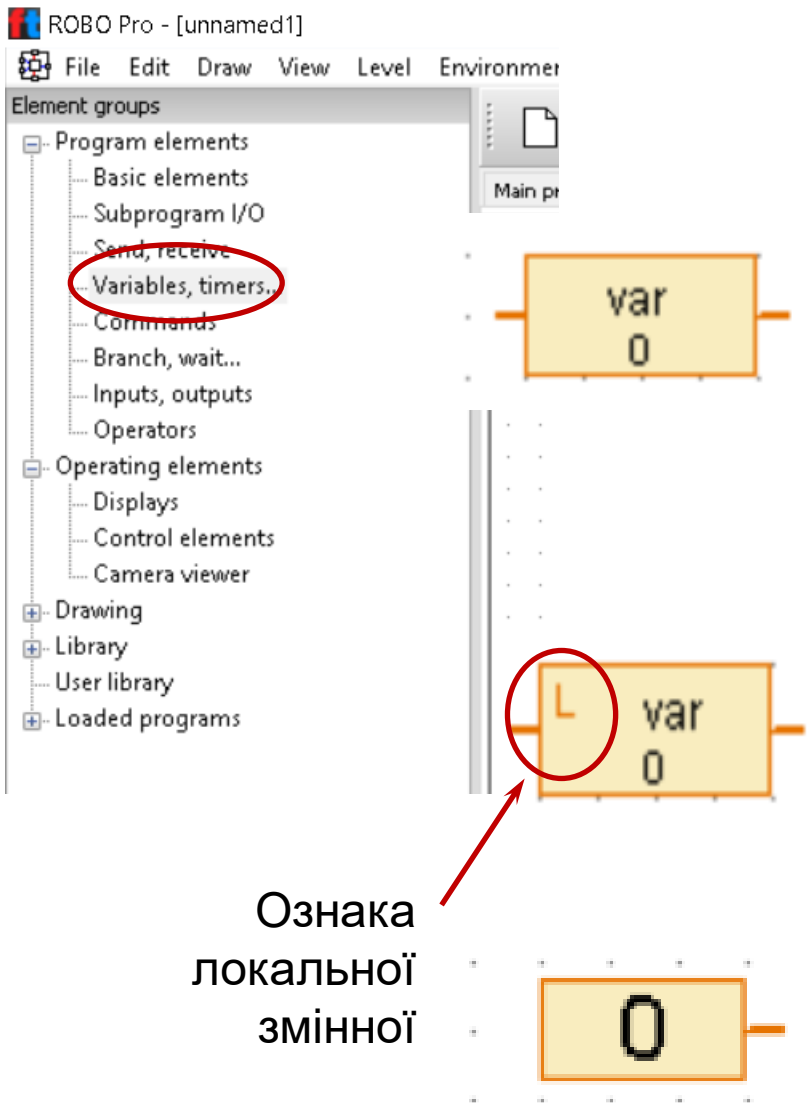 ROBO Pro - [unnamed1]
File Edit Draw View Level Environmer
Element groups
Program elements
Basic elements
Main pr
Subprogram I/O
Send, receive
Variables, timers...
Commands
Branch, wait...
Inputs, outputs
Operators
Operating elements
Displays
Control elements
Camera viewer
Drawing
Library
User library
Loaded programs
var
0
L var
0
Ознака
локальної
змінної
0